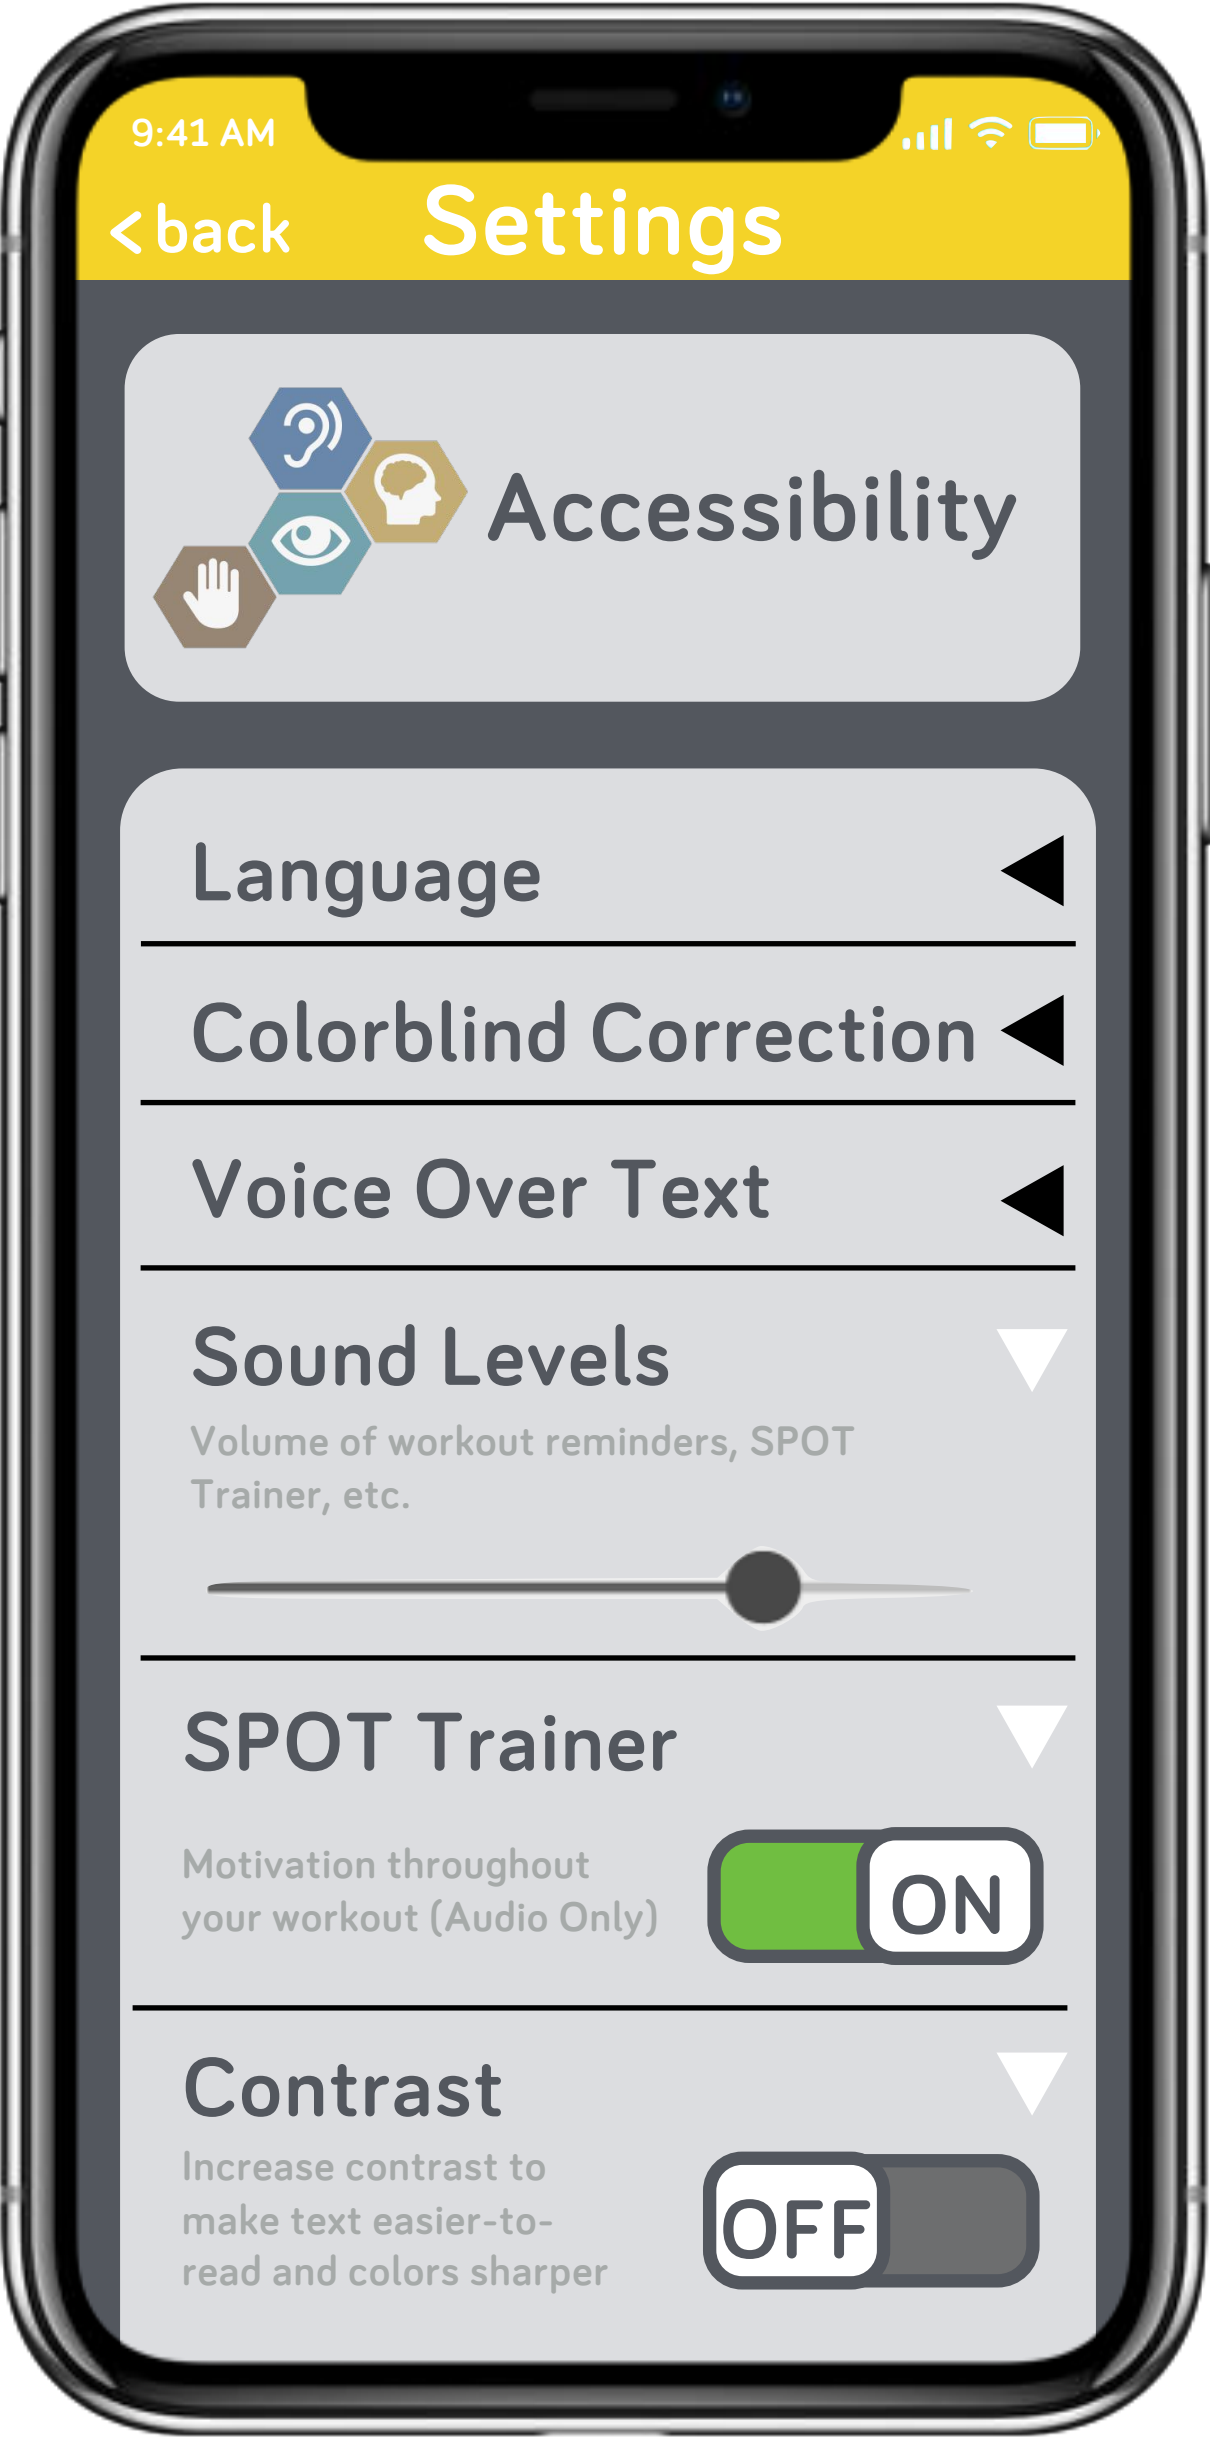 9:41 AM
< back
Settings
Accessibility
Language
Colorblind Correction
Voice Over Text
Sound Levels
Volume of workout reminders, SPOT
Trainer, etc.
SPOT Trainer
Motivation throughout
your workout (Audio Only)
ON
Contrast
Increase contrast to
make text easier-to-
read and colors sharper
OFF